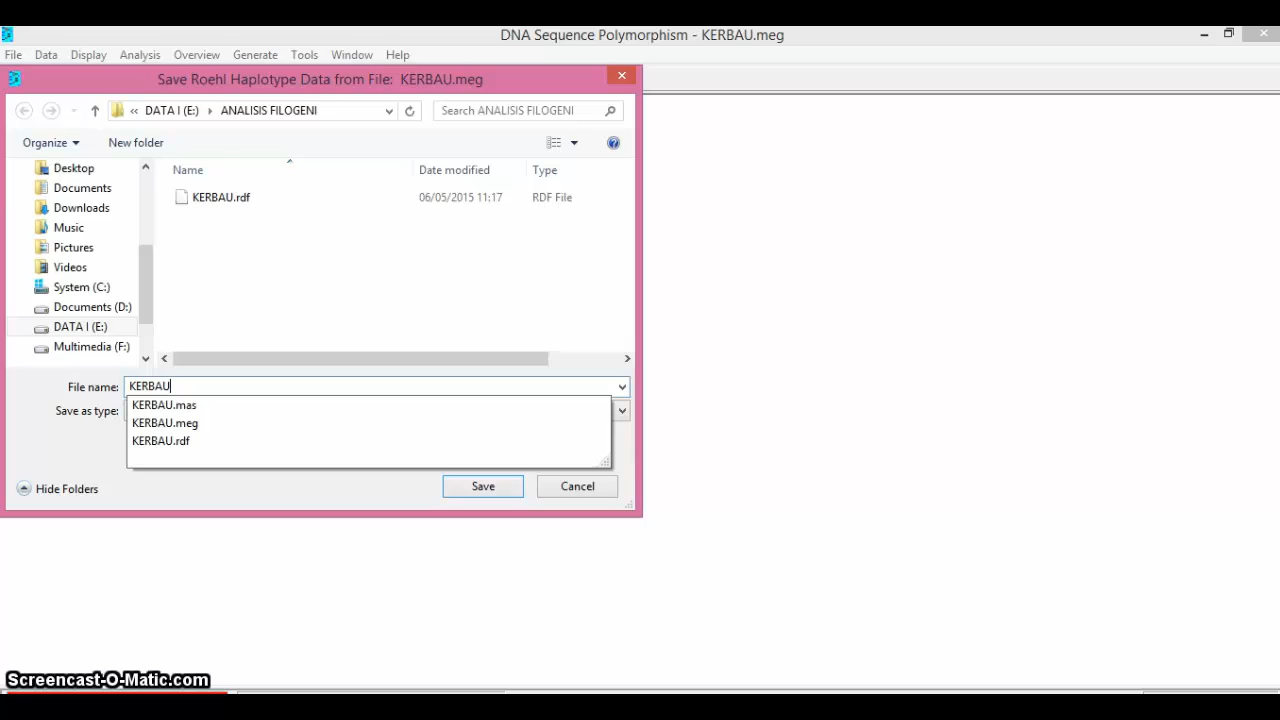 DNA Sequence Polymorphism - KERBAU.meg
File Data Display Analysis Overview Generate Tools Window Help
Save Roehl Haplotype Data from File: KERBAU.meg
« DATA I (E:) ANALISIS FILOGENI Search ANALISIS FILOGENI
Organize New folder
Name Date modified Type
Desktop
Documents
Downloads
Music
Pictures
Videos
System (C:)
Documents (D:)
DATA I (E:)
Multimedia (F:)
KERBAU.rdf 06/05/2015 11:17 RDF File
File name: KERBAU
Save as type:
KERBAU.mas
KERBAU.meg
KERBAU.rdf
Hide Folders Save Cancel
Screencast-O-Matic.com